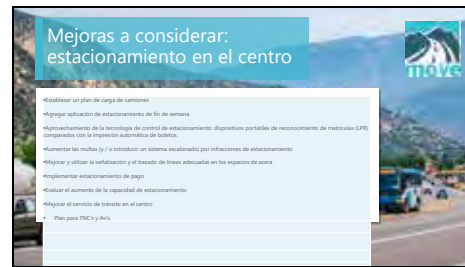 Mejoras a considerar:
estacionamiento en el centro
move
•Establecer un plan de carga de camiones
•Agregar aplicación de estacionamiento de fin de semana
•Aprovechamiento de la tecnología de control de estacionamiento: dispositivos portátiles de reconocimiento de matrículas (LPR)
comparados con la impresión automática de boletos.
•Aumentar las multas (y / o introducir un sistema escalonado) por infracciones de estacionamiento
•Mejorar y utilizar la señalización y el trazado de líneas adecuadas en los espacios de acera
•Implementar estacionamiento de pago
•Evaluar el aumento de la capacidad de estacionamiento
•Mejorar el servicio de tránsito en el centro
• Plan para TNC's y Av's.